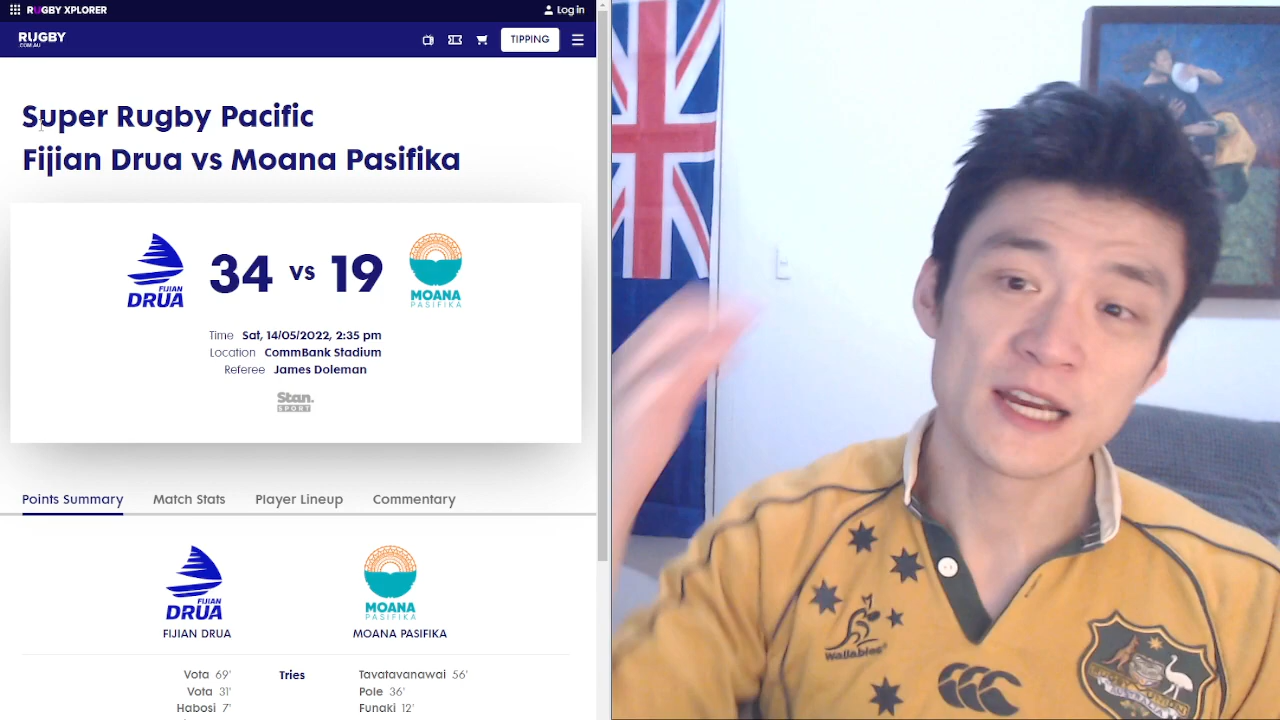 RUGBY XPLORER
Log in
RUGBY
.COM.AU
TIPPING
Super Rugby Pacific
Fijian Drua vs Moana Pasifika
FIJIAN
DRUA
34 vs 19
MOANA
PASIFIKA
Time Sat, 14/05/2022, 2:35 pm
Location CommBank Stadium
Referee James Doleman
Stan.
SPORT
Points Summary
Match Stats
Player Lineup
Commentary
FIJIAN
DRUA
MOANA
PASIFIKA
FIJIAN DRUA
MOANA PASIFIKA
Vota 69' Tries Tavatavanawai 56'
Vota 31' Pole 36'
Habosi 7' Funaki 12'
Wallabies
AUSTRALIA